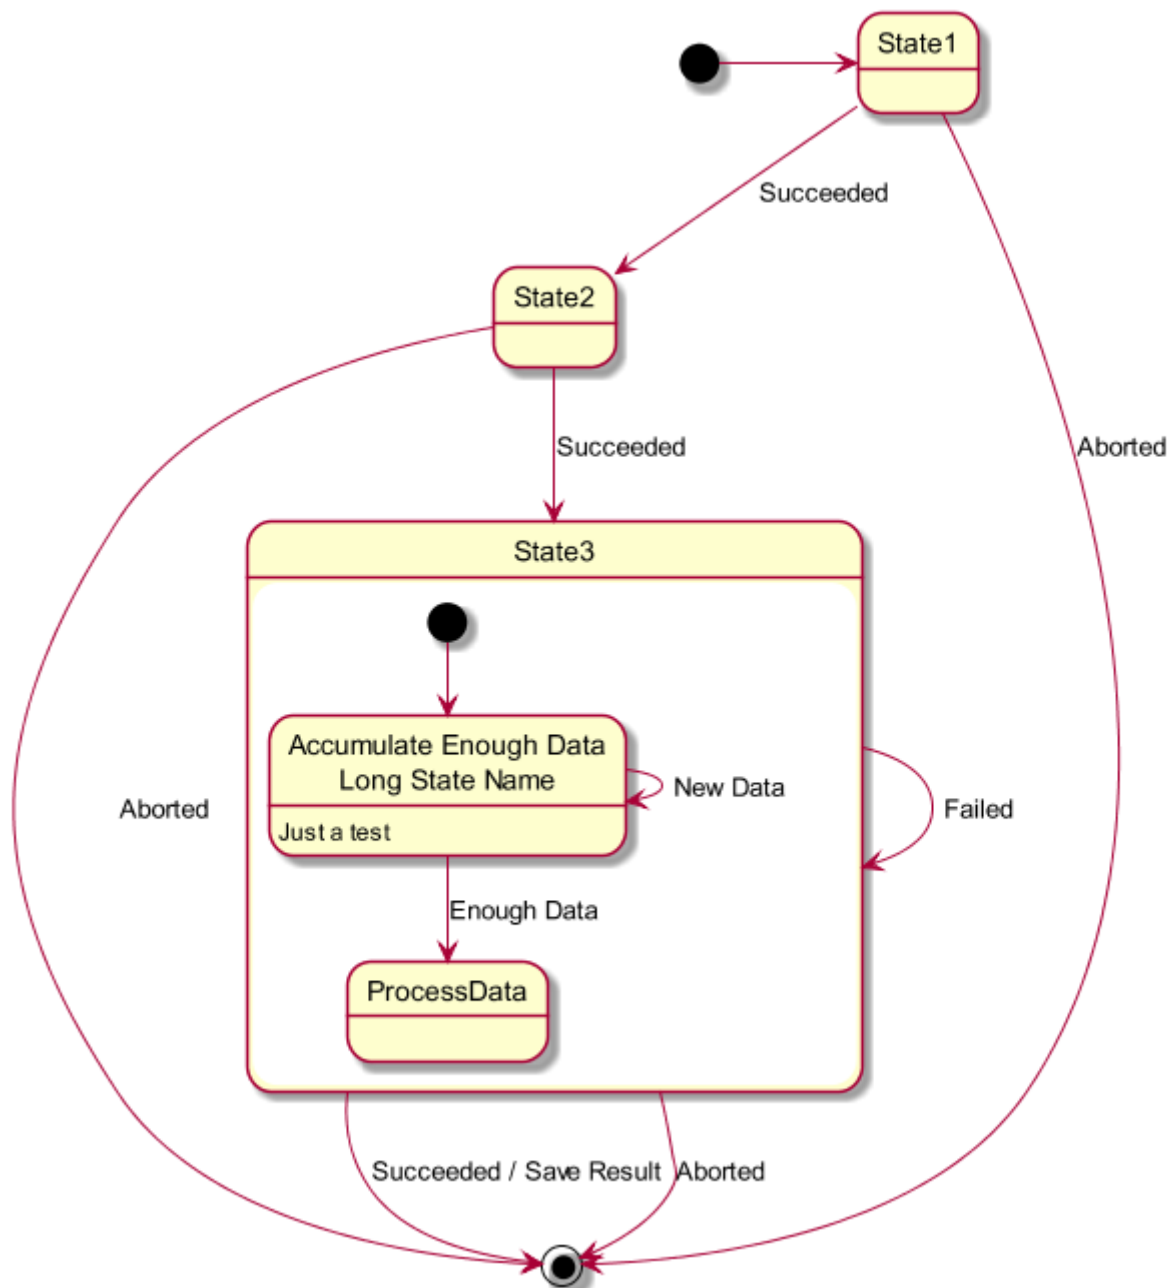 State1
Succeeded
State2
Succeeded
Aborted
State3
Accumulate Enough Data
Long State Name
Just a test
New Data
Aborted
Failed
Enough Data
ProcessData
Succeeded / Save Result
Aborted